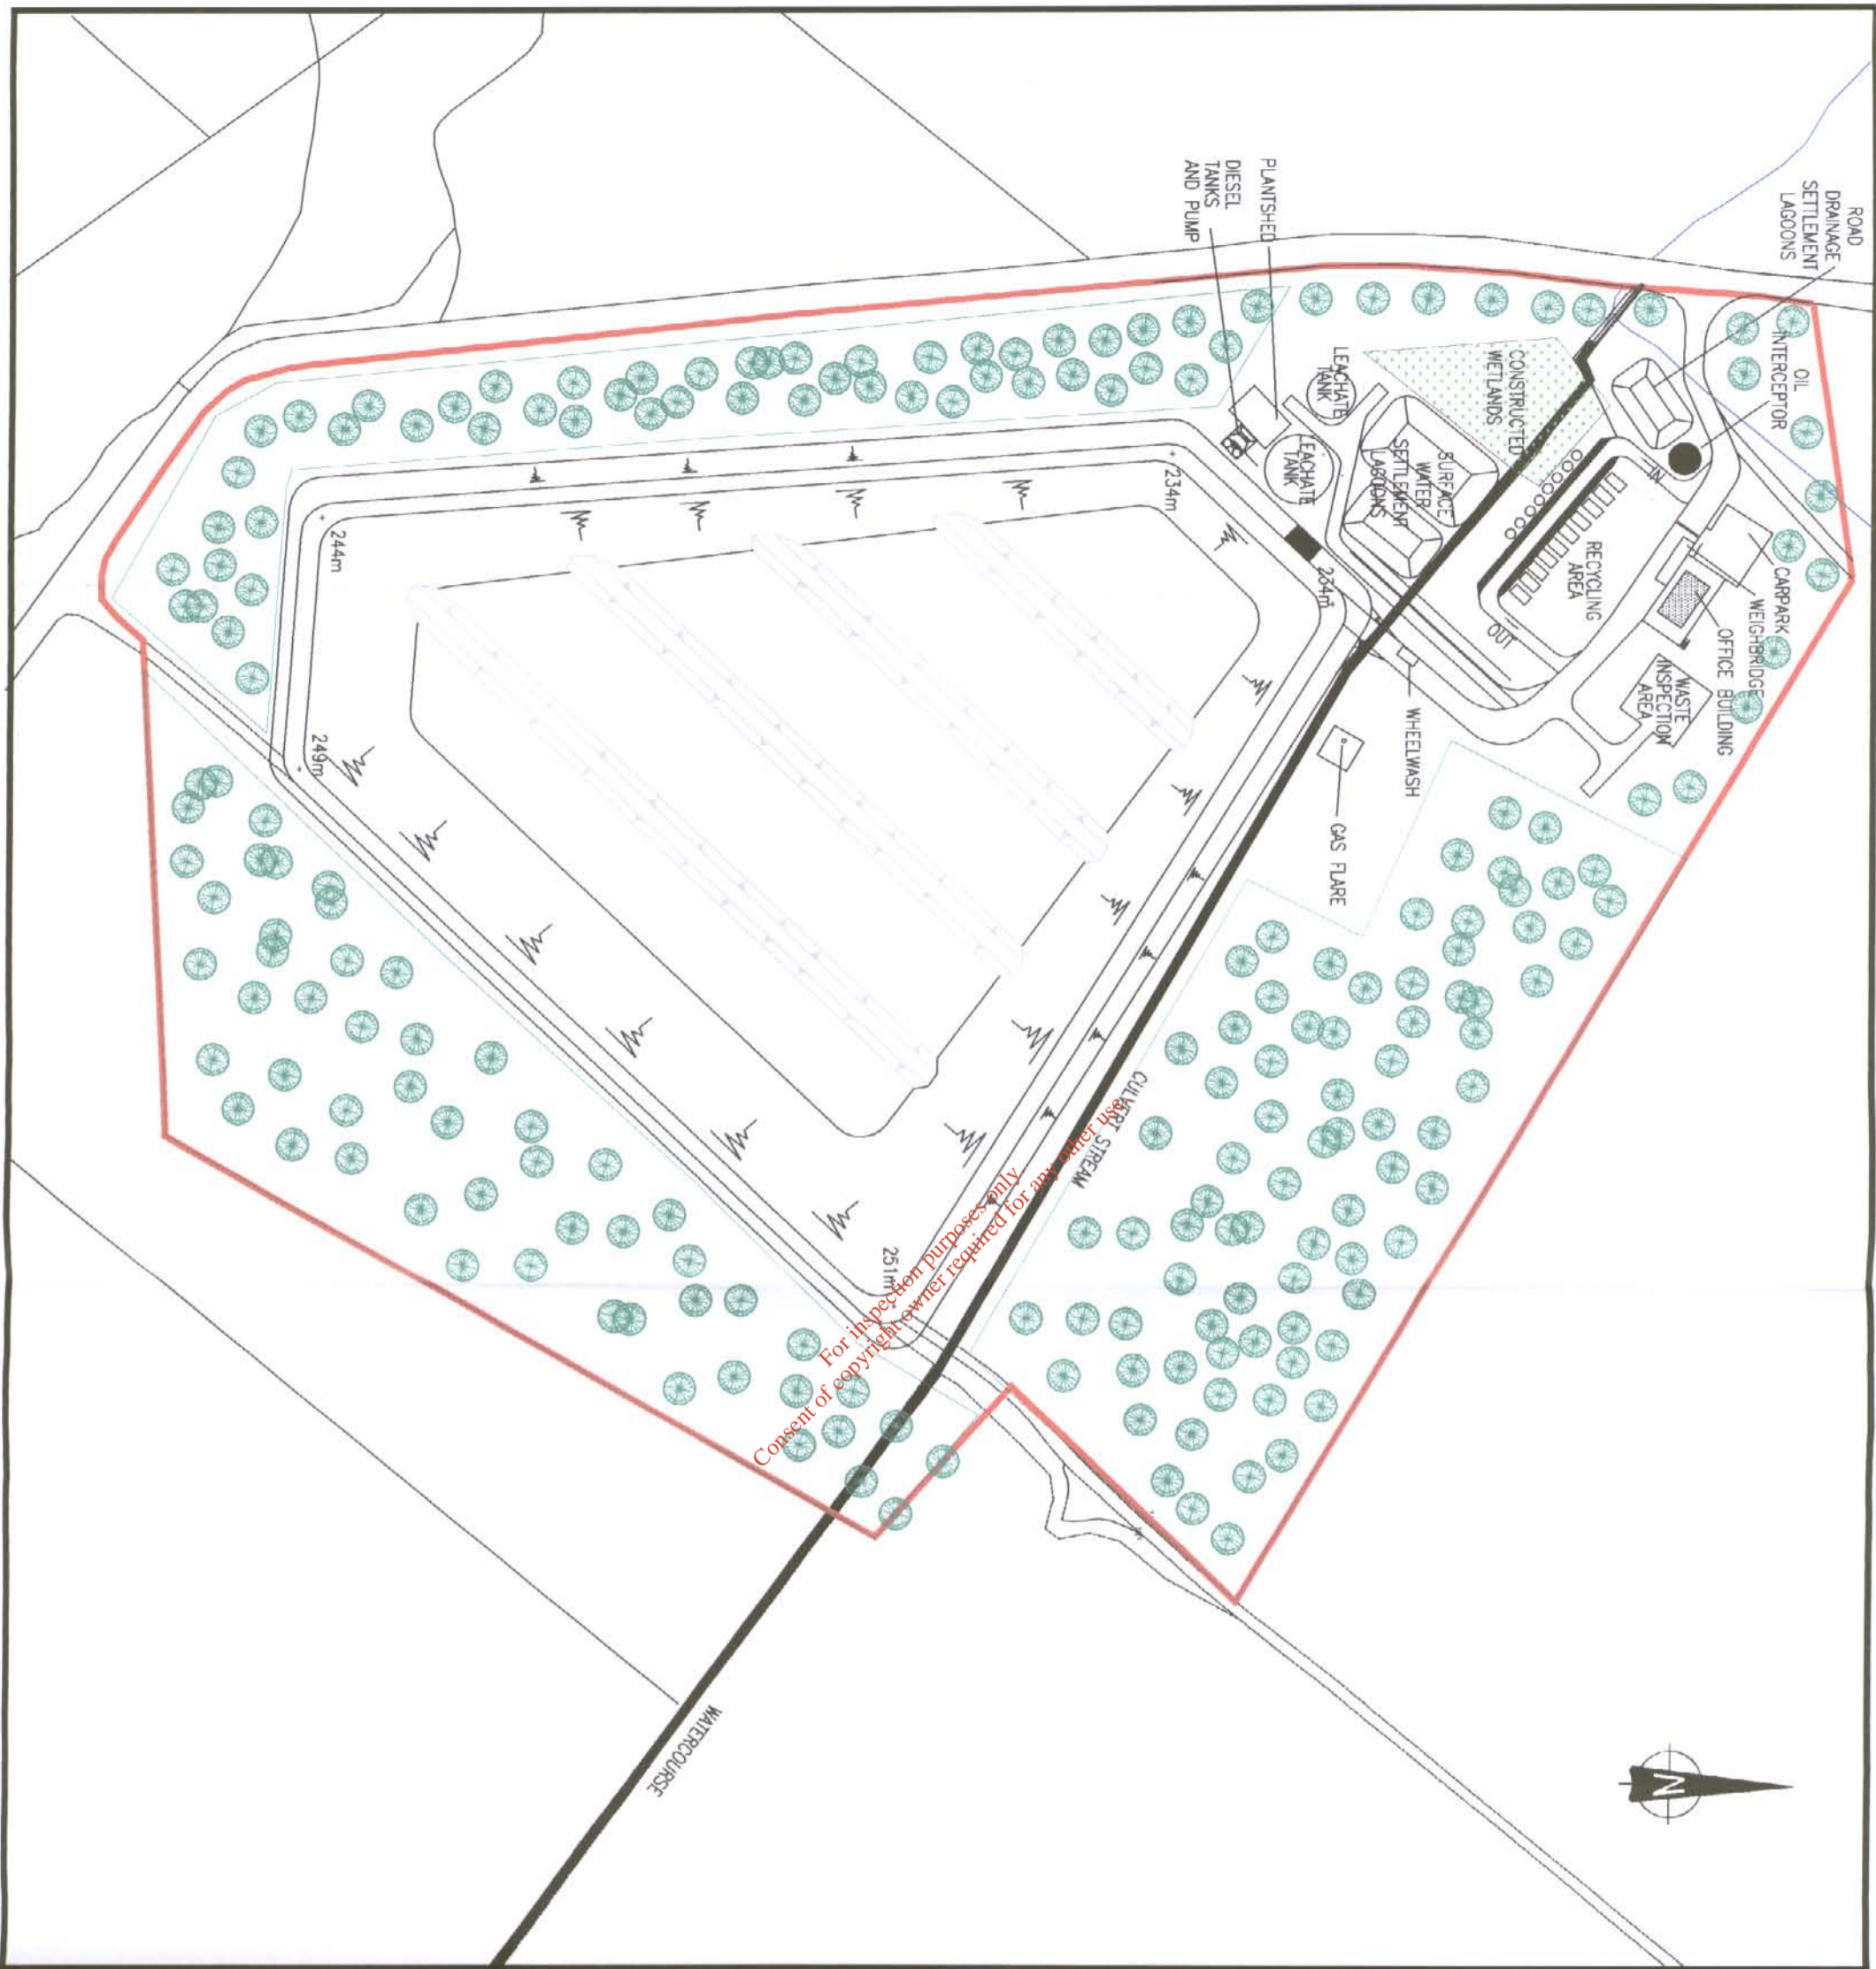 ROAD
DRAINAGE
SETTLEMENT
LAGOONS
OIL
INTERCEPTOR
PLANTSHED
DIESEL
TANKS
AND PUMP
LEACHATE
TANK
LEACHATE
TANK
CONSTRUCTED
WETLANDS
SURFACE
WATER
SETTLEMENT
LAGOONS
IN
RECYCLING
AREA
OUT
CARPARK
WEIGHBRIDGE
OFFICE BUILDING
WASTE
INSPECTION
AREA
WHEELWASH
GAS FLARE
234m
234m
244m
249m
251m
CULVERT STREAM
WATERCOURSE
N
For inspection purposes only.
Consent of copyright owner required for any other use.